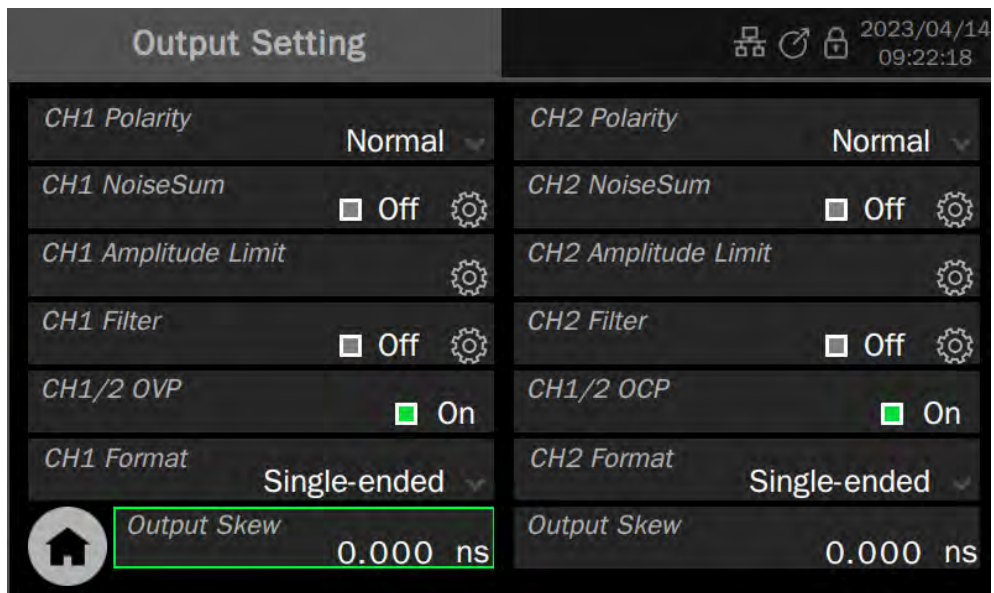 Output Setting
2023/04/14
09:22:18
CH1 Polarity
Normal
CH2 Polarity
Normal
CH1 NoiseSum
Off
CH2 NoiseSum
Off
CH1 Amplitude Limit
CH2 Amplitude Limit
CH1 Filter
Off
CH2 Filter
Off
CH1/2 OVP
On
CH1/2 OCP
On
CH1 Format
Single-ended
CH2 Format
Single-ended
Output Skew
0.000 ns
Output Skew
0.000 ns